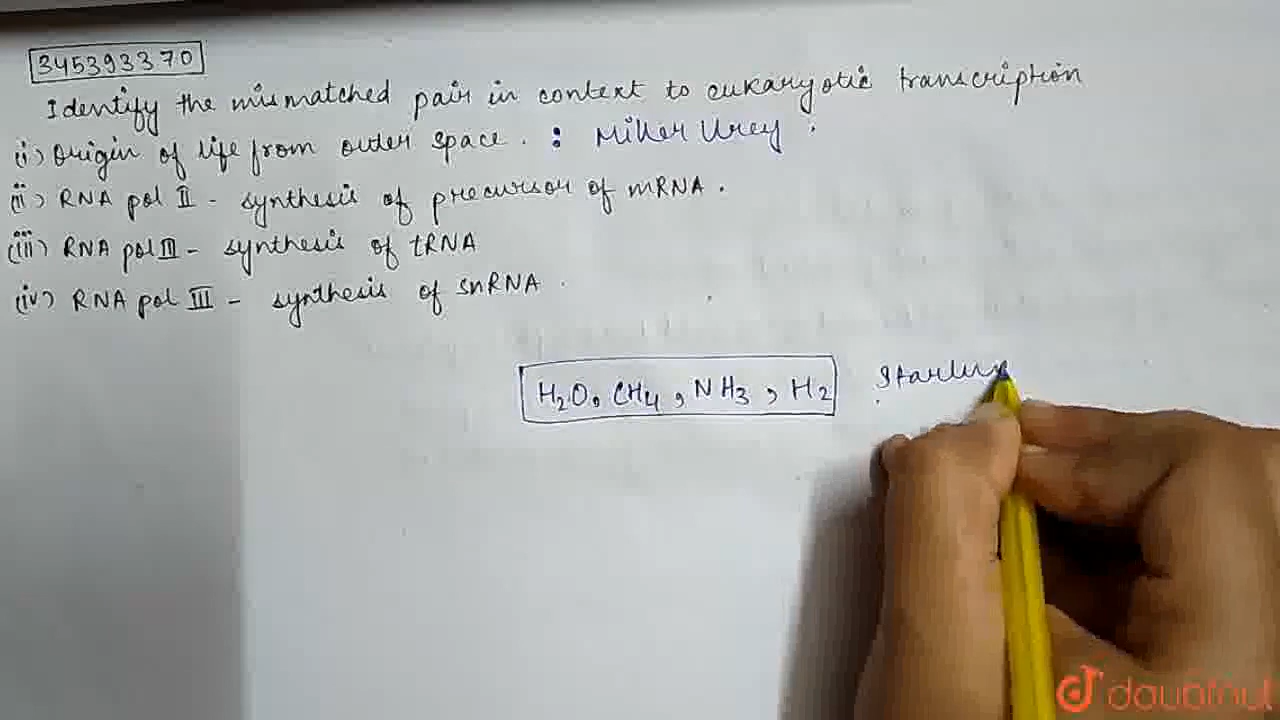 345393370
Identify the mismatched pair in context to eukaryotic transcription
(i) Origin of life from outer space. : Miller Urey.
(ii) RNA pol II - synthesis of precursor of mRNA.
(iii) RNA pol III - synthesis of tRNA
(iv) RNA pol III - synthesis of snRNA.
H2O, CH4, NH3, H2
doubtnut